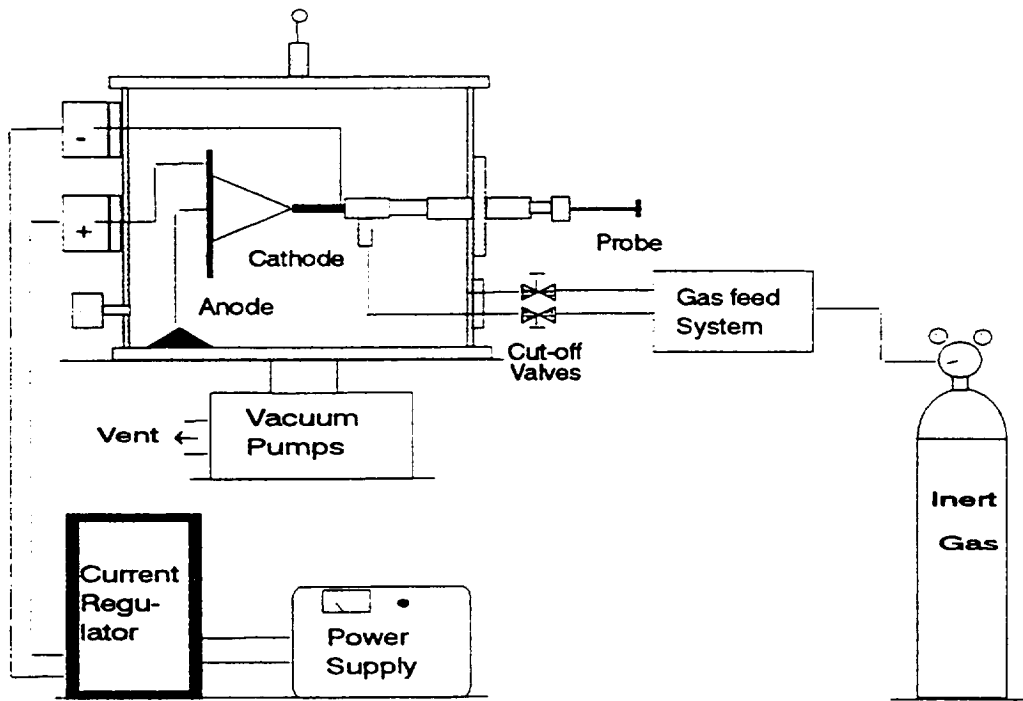 -
+
Probe
Cathode
Anode
Gas feed
System
Cut-off
Valves
Vent
Vacuum
Pumps
Inert
Gas
Current
Regu-
lator
Power
Supply